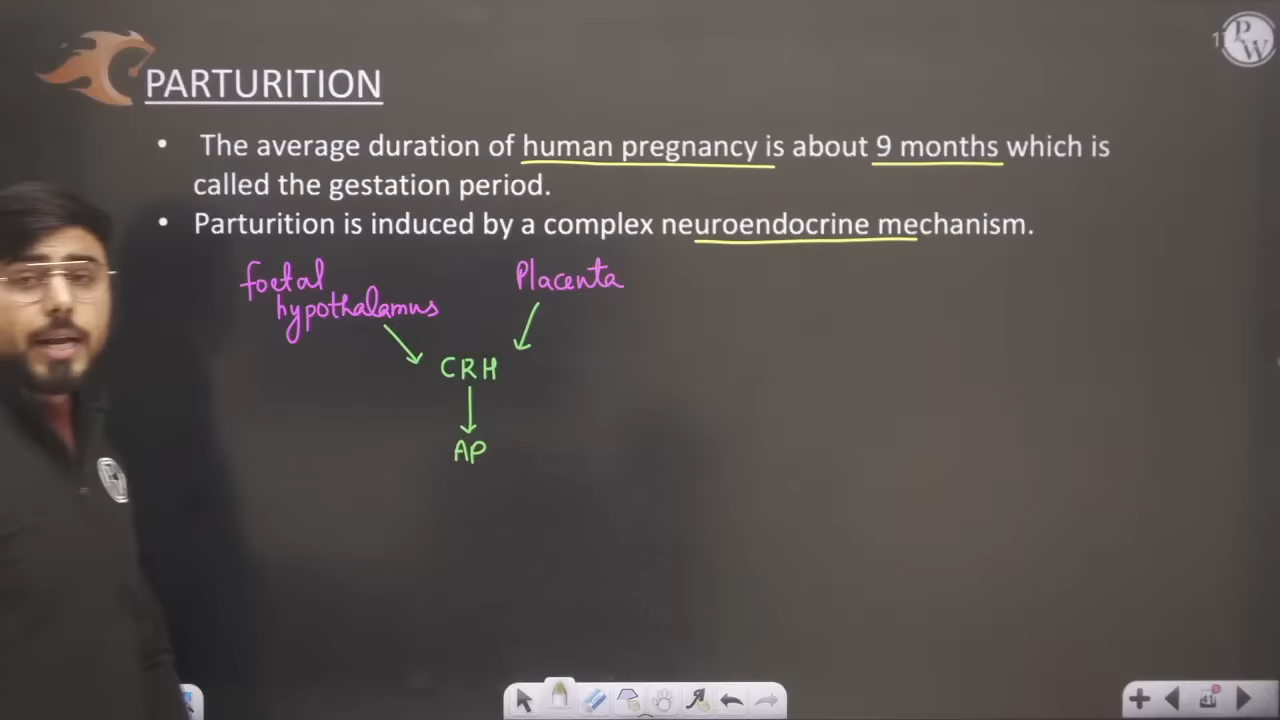 PARTURITION
• The average duration of human pregnancy is about 9 months which is
called the gestation period.
• Parturition is induced by a complex neuroendocrine mechanism.
foetal
hypothalamus
Placenta
CRH
AP
PW